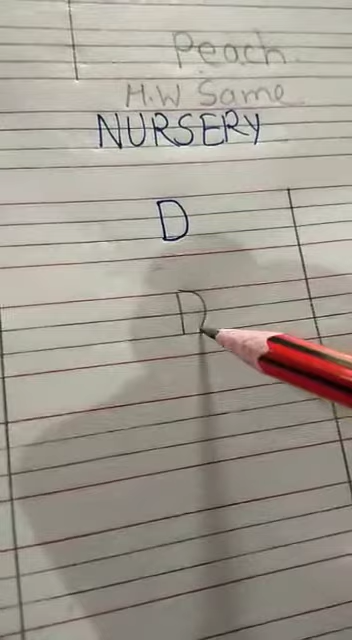 Peach.
H.W Same
NURSERY
D
D